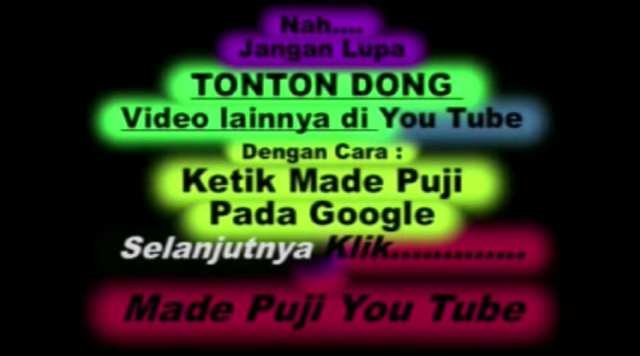 Nah....
Jangan Lupa
TONTON DONG
Video lainnya di You Tube
Dengan Cara :
Ketik Made Puji
Pada Google
Selanjutnya Klik.............
Made Puji You Tube